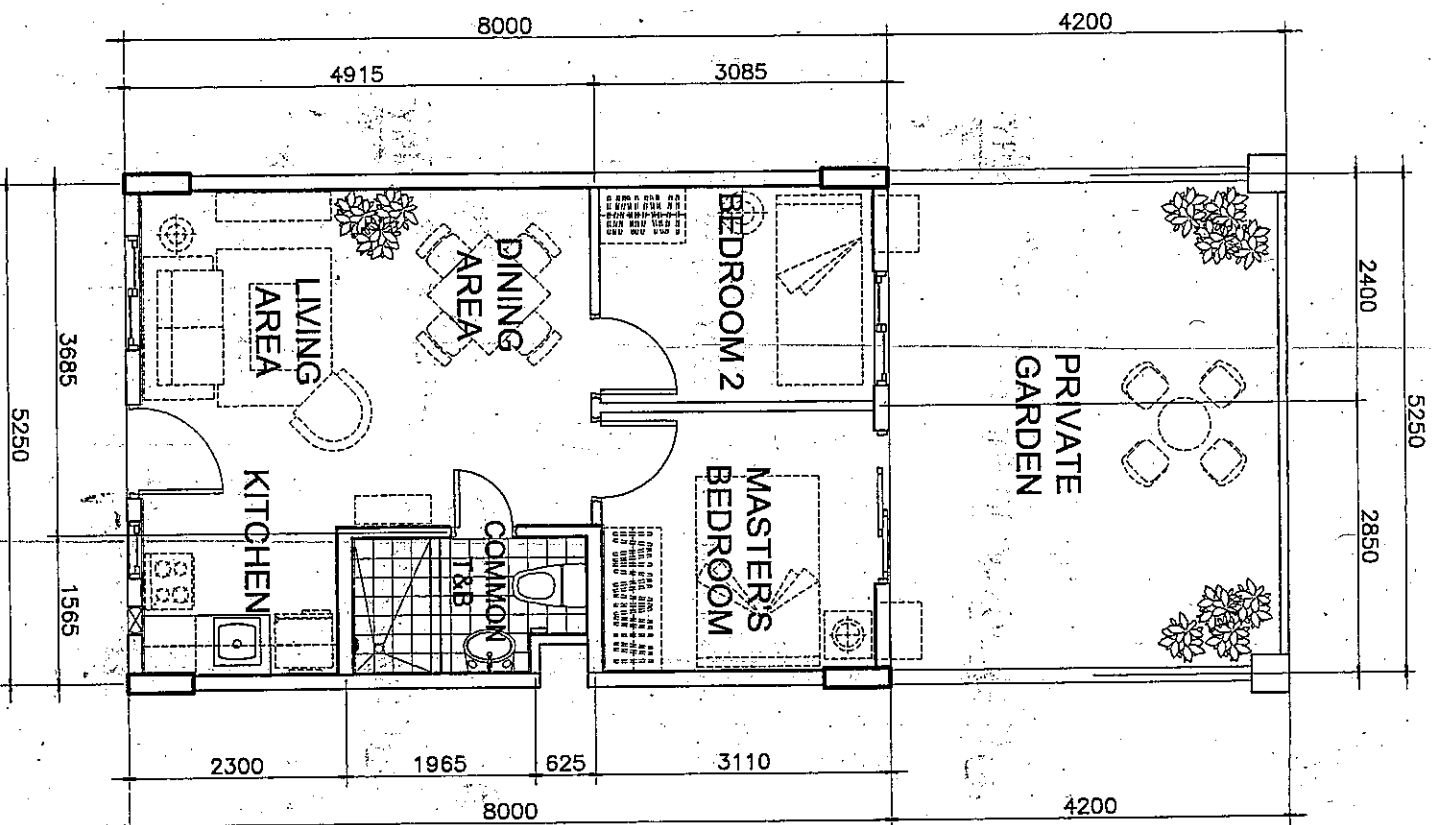 8000
4200
4915
3085
5250
3685
1565
2400
2850
5250
LIVING
AREA
DINING
AREA
BEDROOM 2
PRIVATE
GARDEN
KITCHEN
COMMON
T&B
MASTER'S
BEDROOM
2300
1965
625
3110
8000
4200